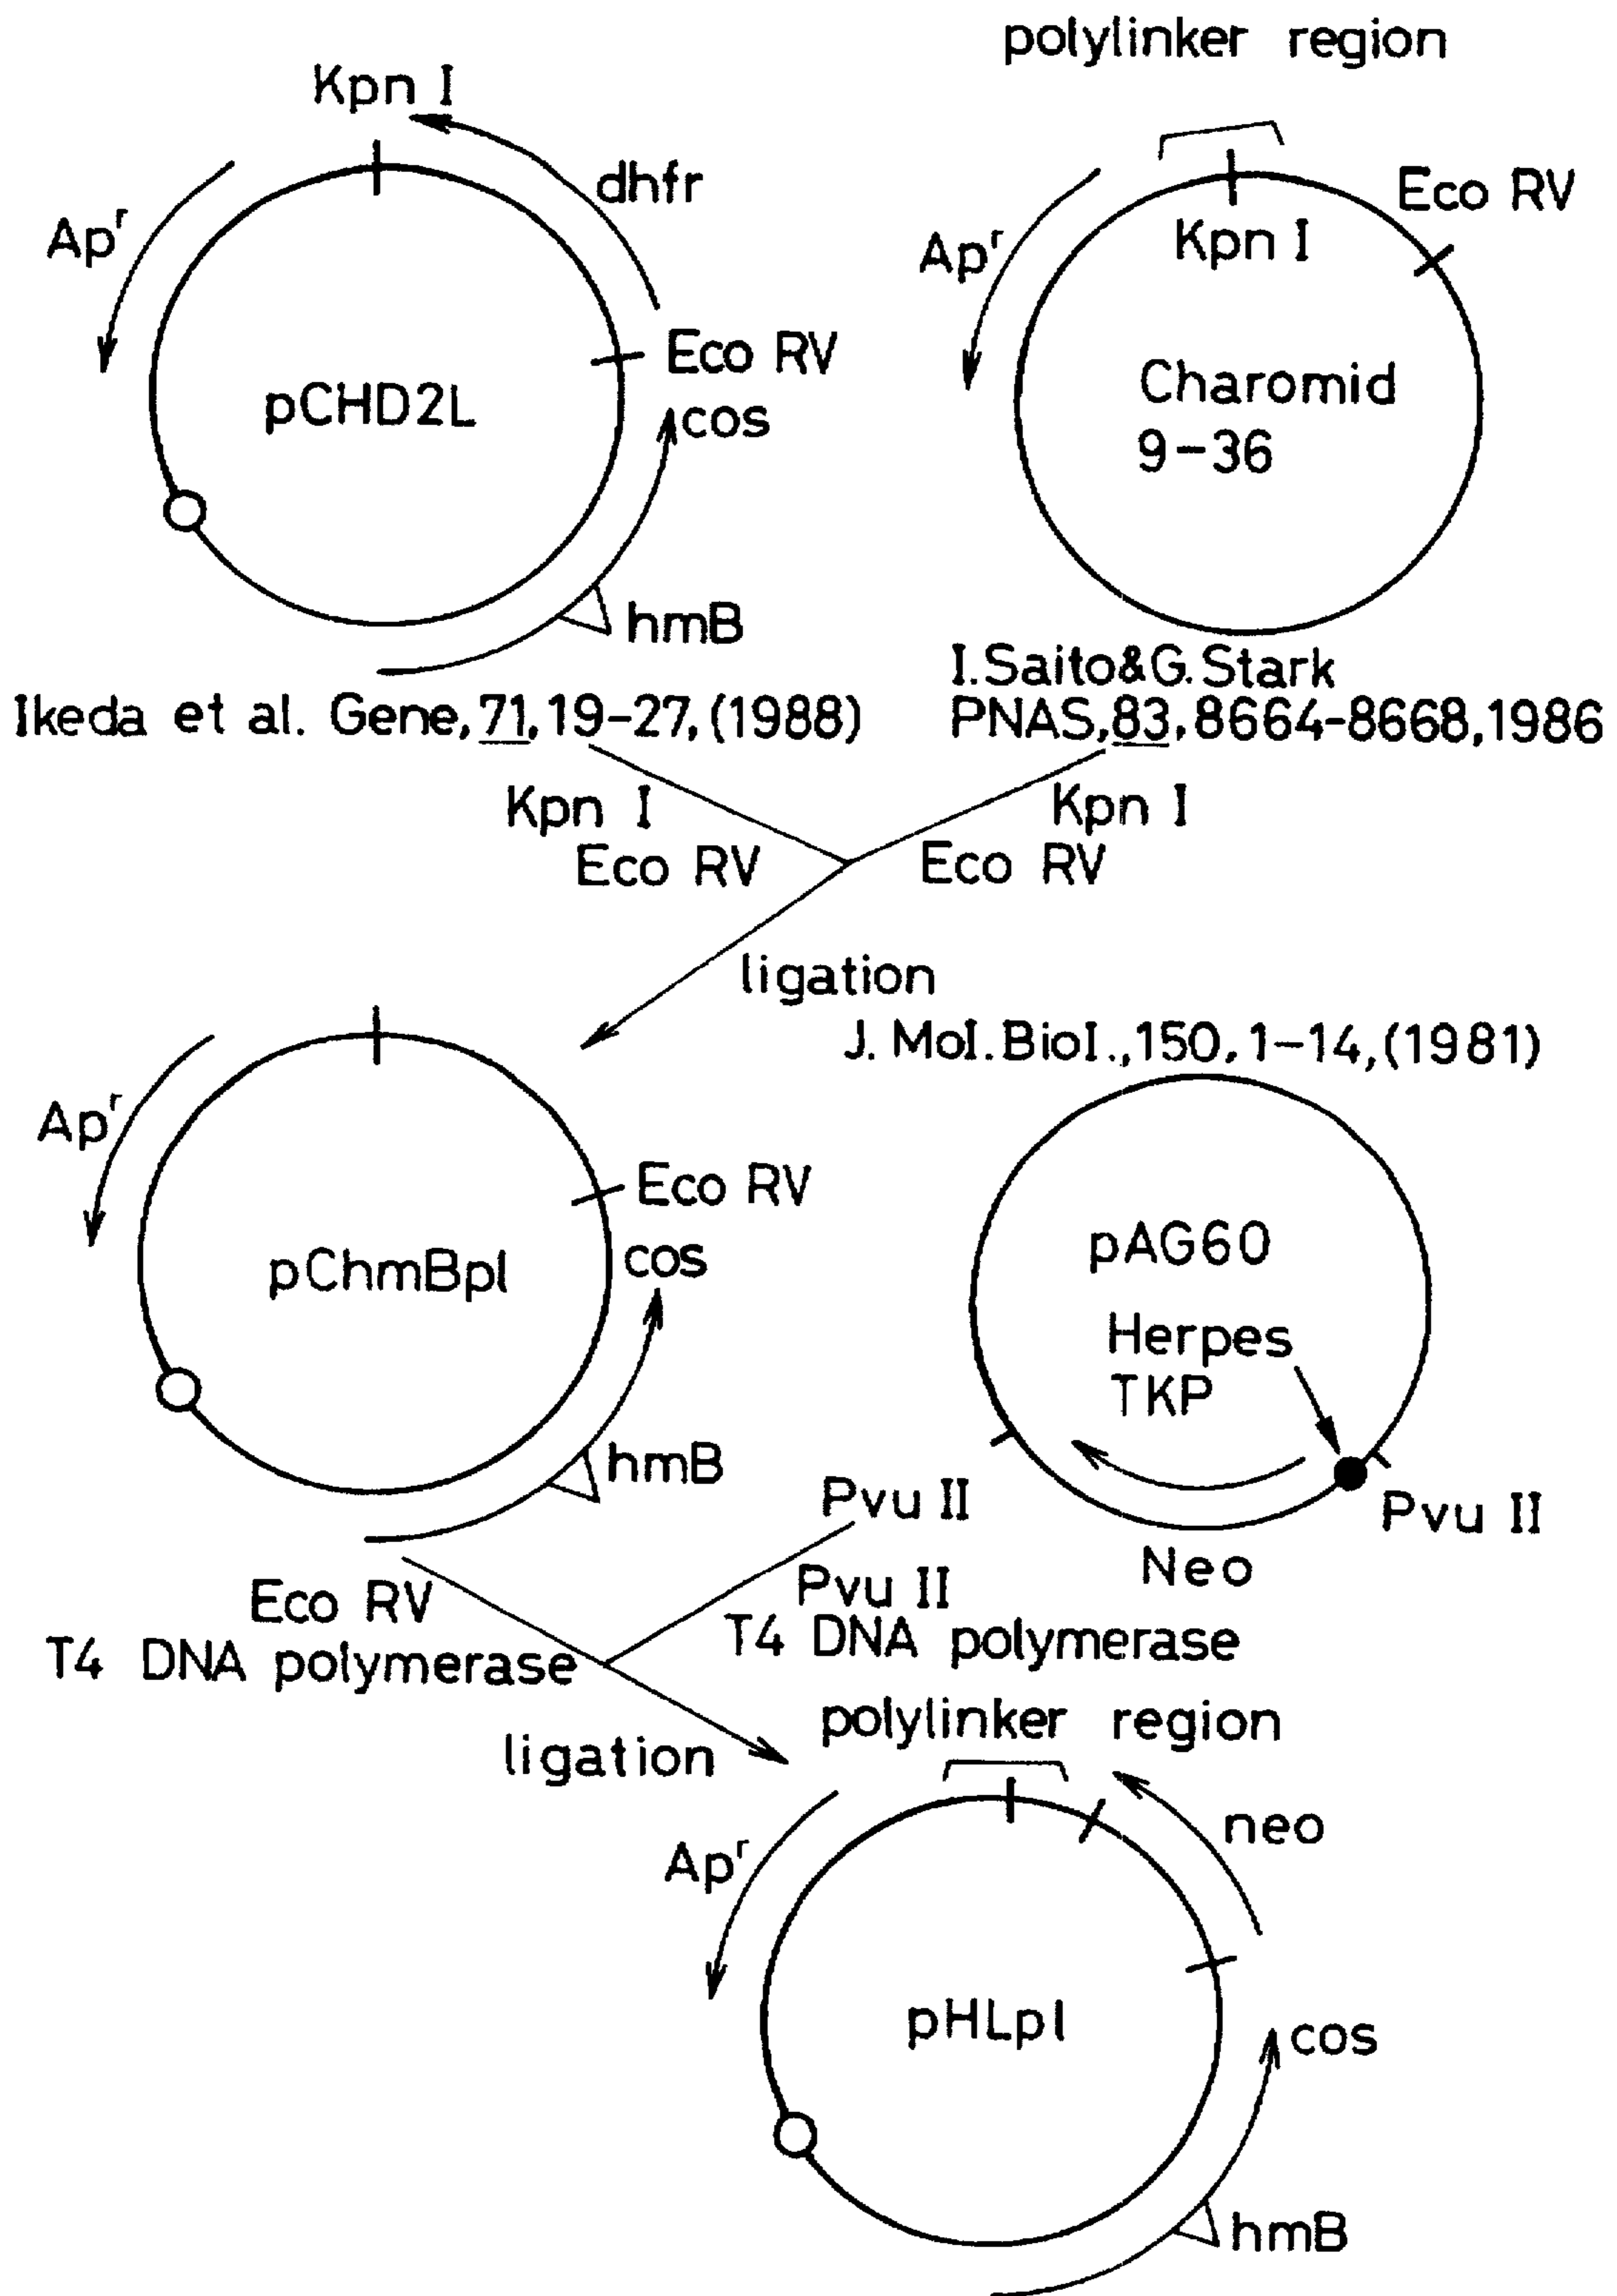 polylinker region
Kpn I
dhfr
Apʳ
Eco RV
cos
pCHD2L
hmB
Ikeda et al. Gene, 71, 19-27, (1988)
Eco RV
Kpn I
Apʳ
Charomid
9-36
I.Saito&G.Stark
PNAS,83,8664-8668,1986
Kpn I
Eco RV
Kpn I
Eco RV
ligation
Apʳ
Eco RV
cos
pChmBpl
hmB
J. Mol. Biol.,150,1-14,(1981)
pAG60
Herpes
TKP
Pvu II
Neo
Eco RV
T4 DNA polymerase
Pvu II
Pvu II
T4 DNA polymerase
ligation
polylinker region
neo
Apʳ
pHLpl
cos
hmB